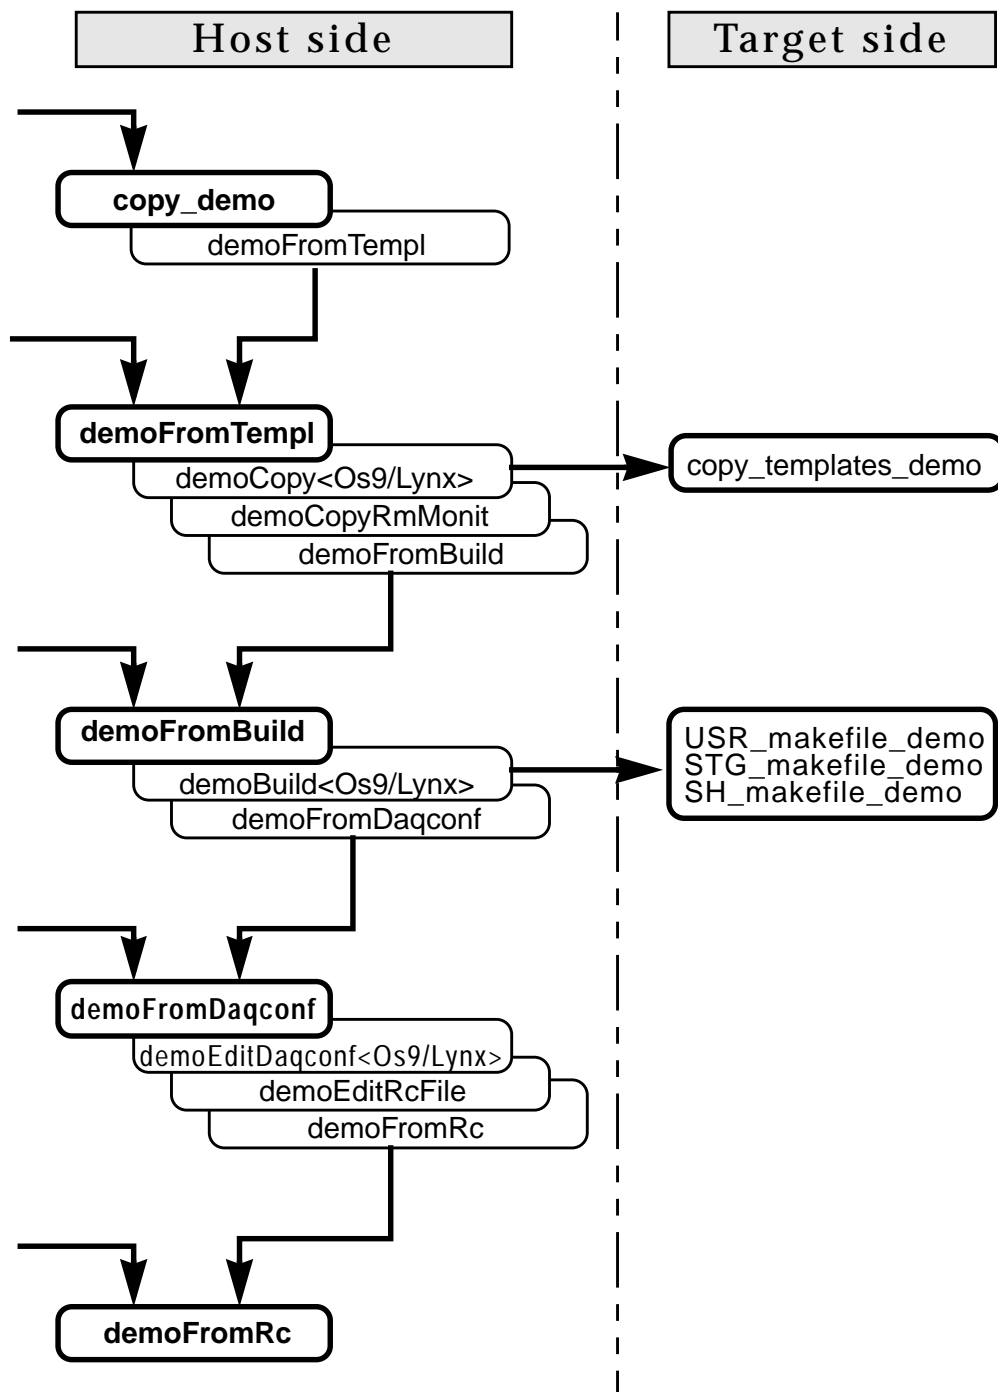 Host side
Target side
copy_demo
demoFromTempl
demoFromTempl
demoCopy<Os9/Lynx>
copy_templates_demo
demoCopyRmMonit
demoFromBuild
demoFromBuild
demoBuild<Os9/Lynx>
demoFromDaqconf
USR_makefile_demo
STG_makefile_demo
SH_makefile_demo
demoFromDaqconf
demoEditDaqconf<Os9/Lynx>
demoEditRcFile
demoFromRc
demoFromRc